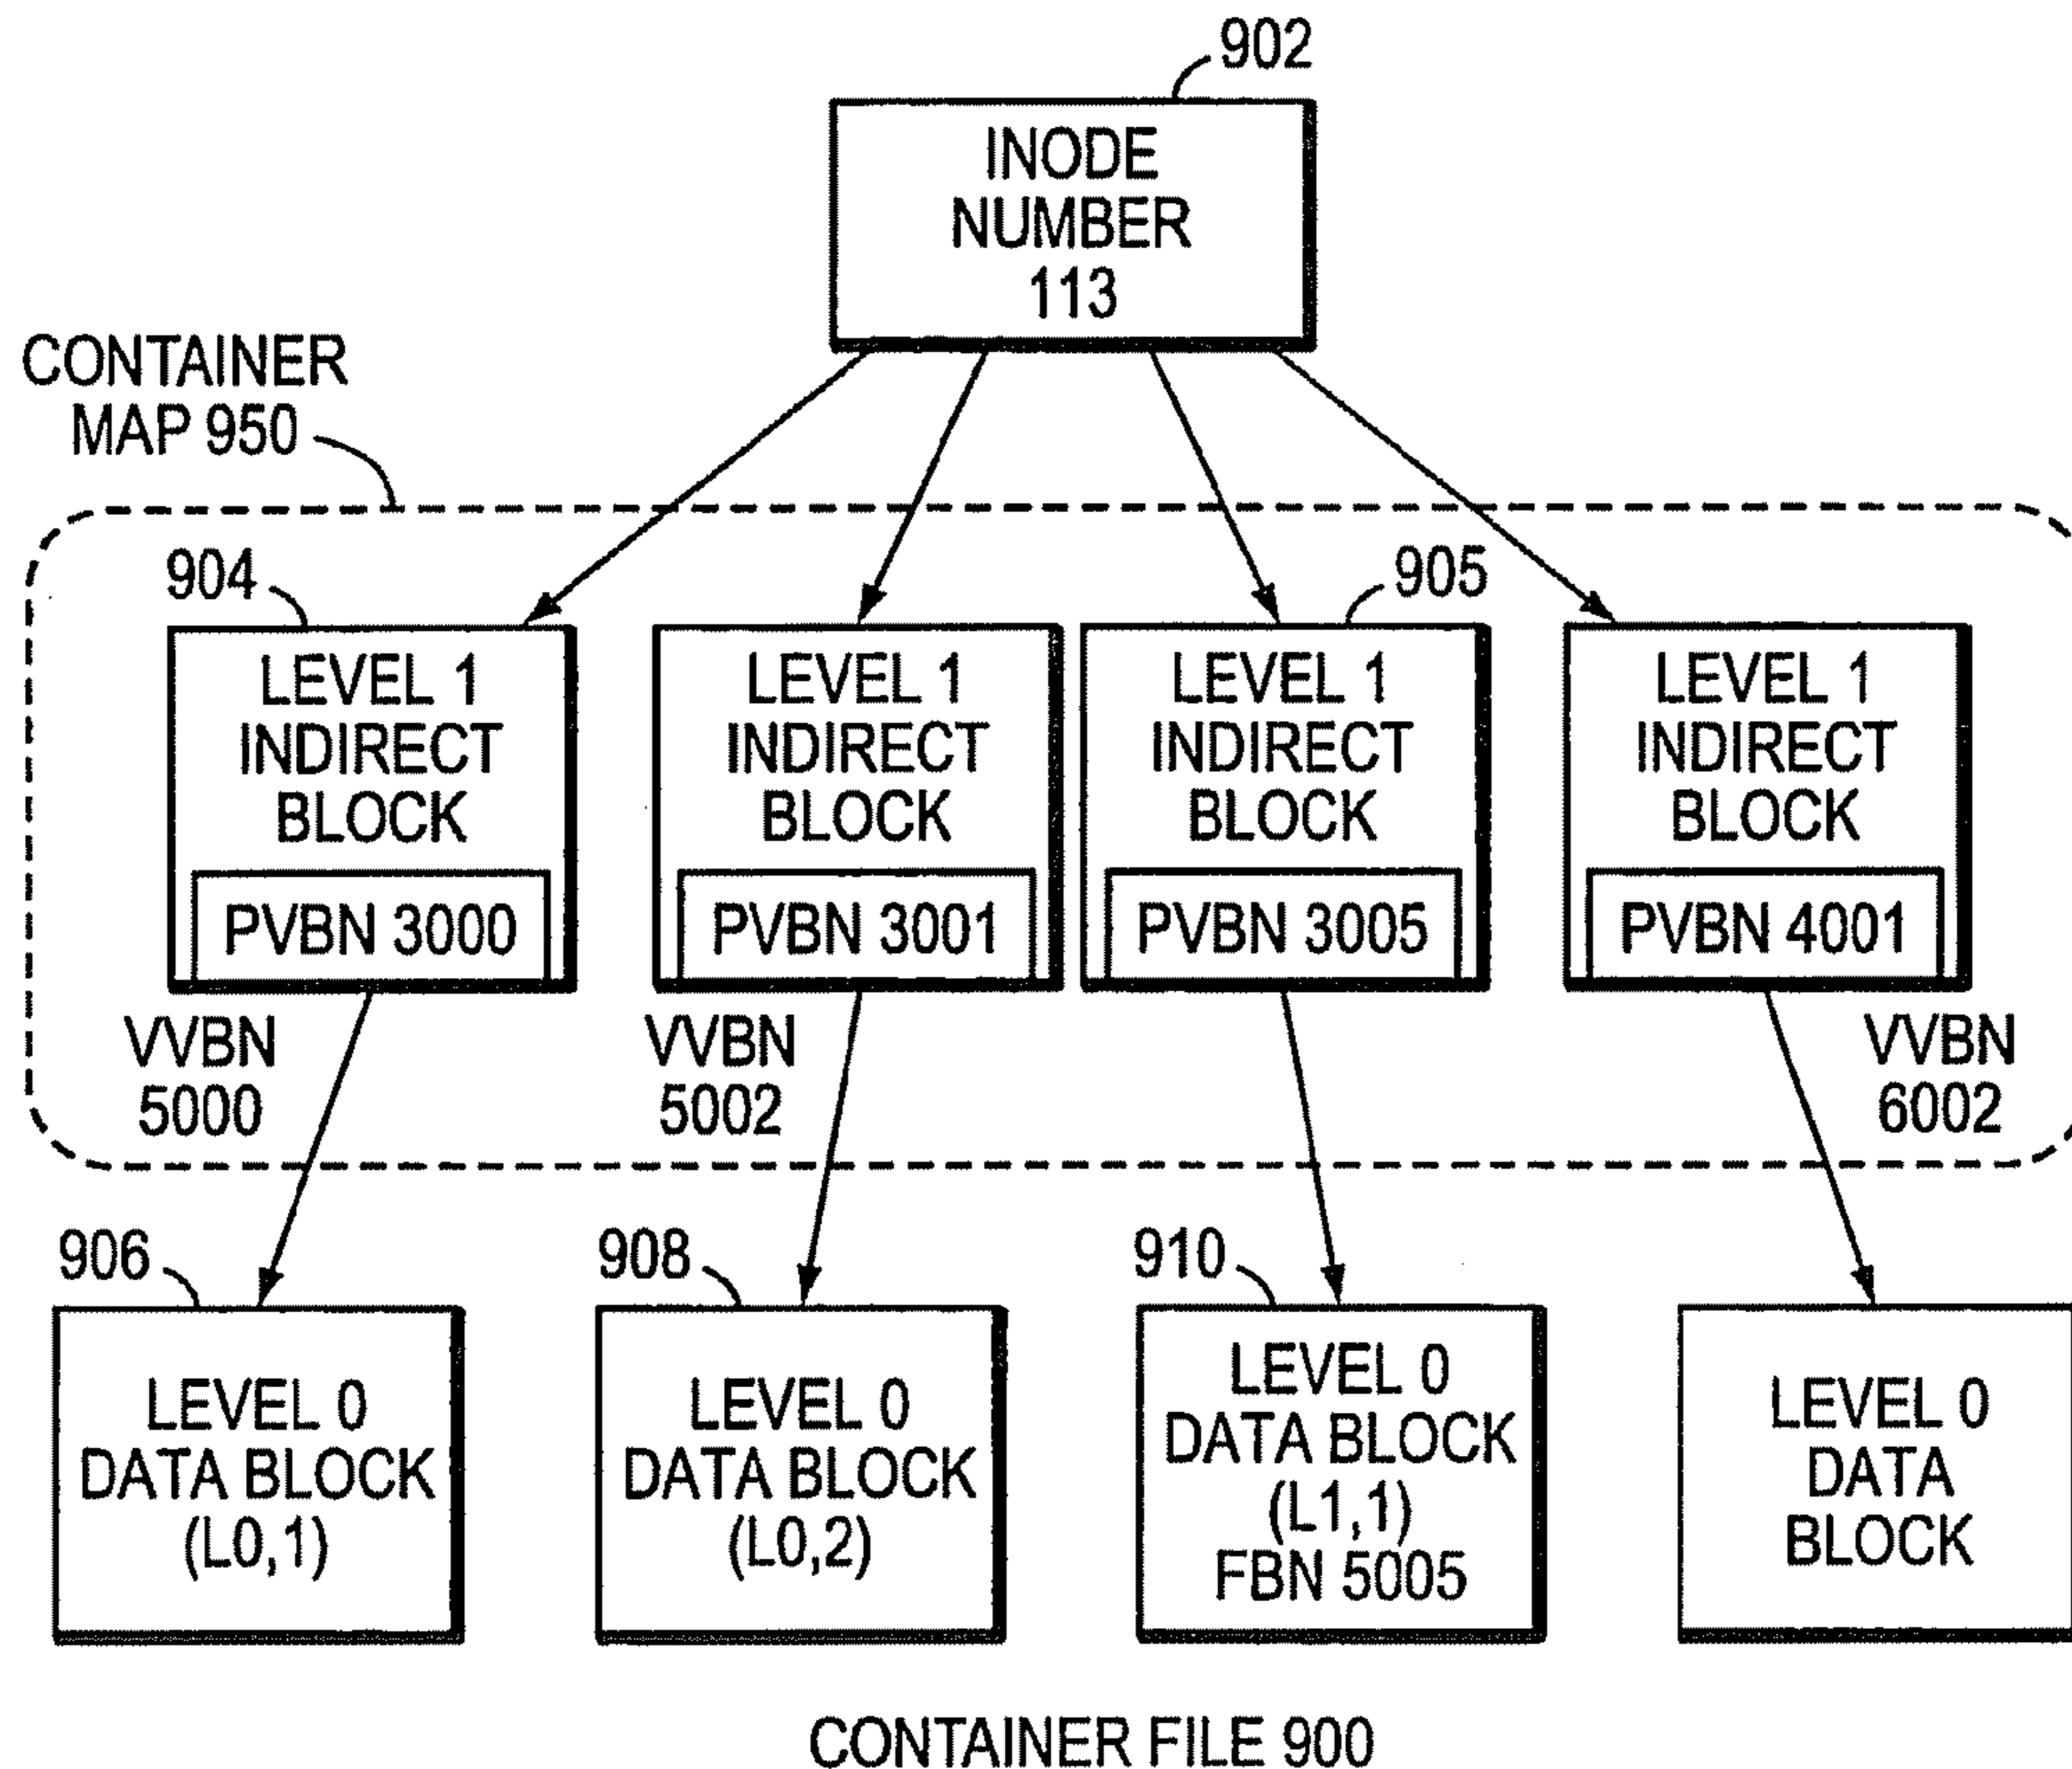 902
INODE
NUMBER
113
CONTAINER
MAP 950
904
905
LEVEL 1
INDIRECT
BLOCK
PVBN 3000
LEVEL 1
INDIRECT
BLOCK
PVBN 3001
LEVEL 1
INDIRECT
BLOCK
PVBN 3005
LEVEL 1
INDIRECT
BLOCK
PVBN 4001
VVBN
5000
VVBN
5002
VVBN
6002
906
908
910
LEVEL 0
DATA BLOCK
(L0,1)
LEVEL 0
DATA BLOCK
(L0,2)
LEVEL 0
DATA BLOCK
(L1,1)
FBN 5005
LEVEL 0
DATA
BLOCK
CONTAINER FILE 900